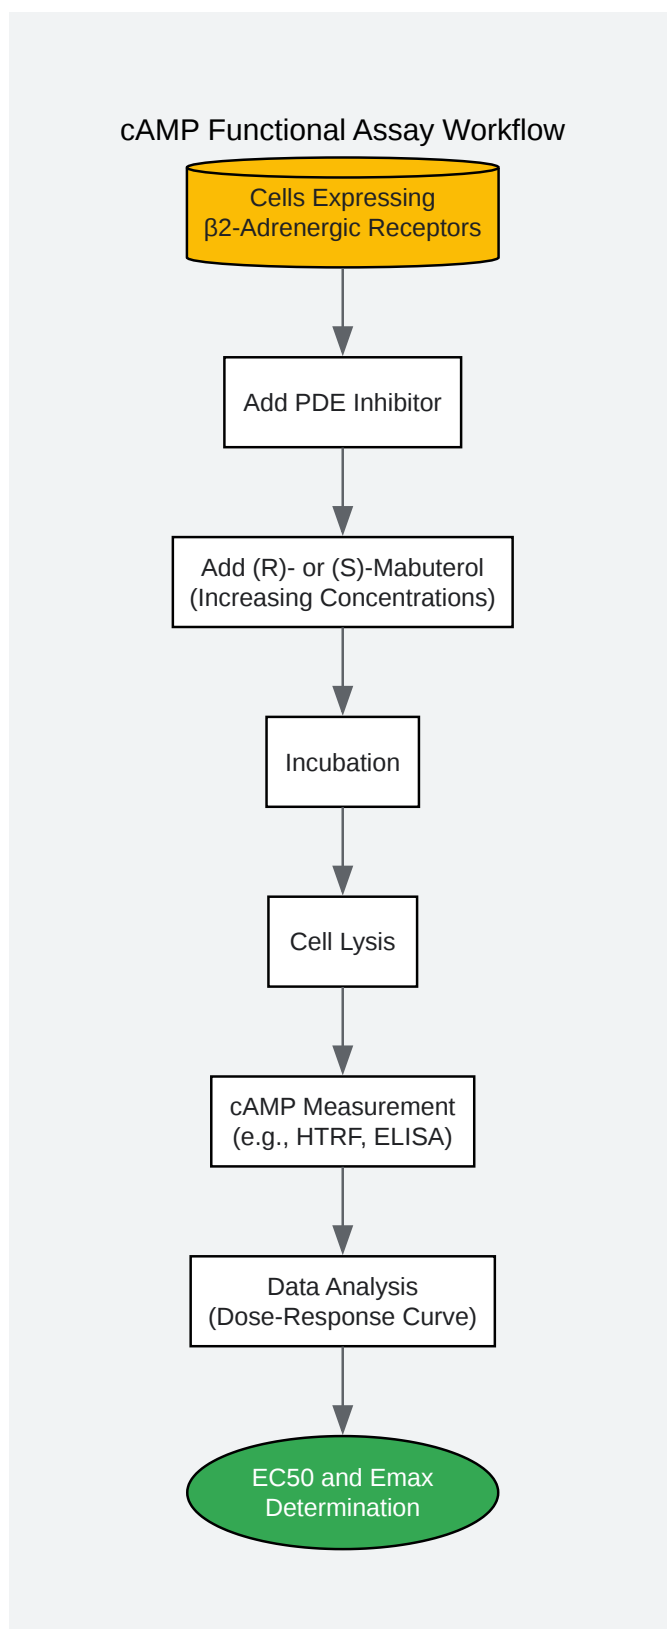 cAMP Functional Assay Workflow
Cells Expressing
β2-Adrenergic Receptors
Add PDE Inhibitor
Add (R)- or (S)-Mabuterol
(Increasing Concentrations)
Incubation
Cell Lysis
cAMP Measurement
(e.g., HTRF, ELISA)
Data Analysis
(Dose-Response Curve)
EC50 and Emax
Determination